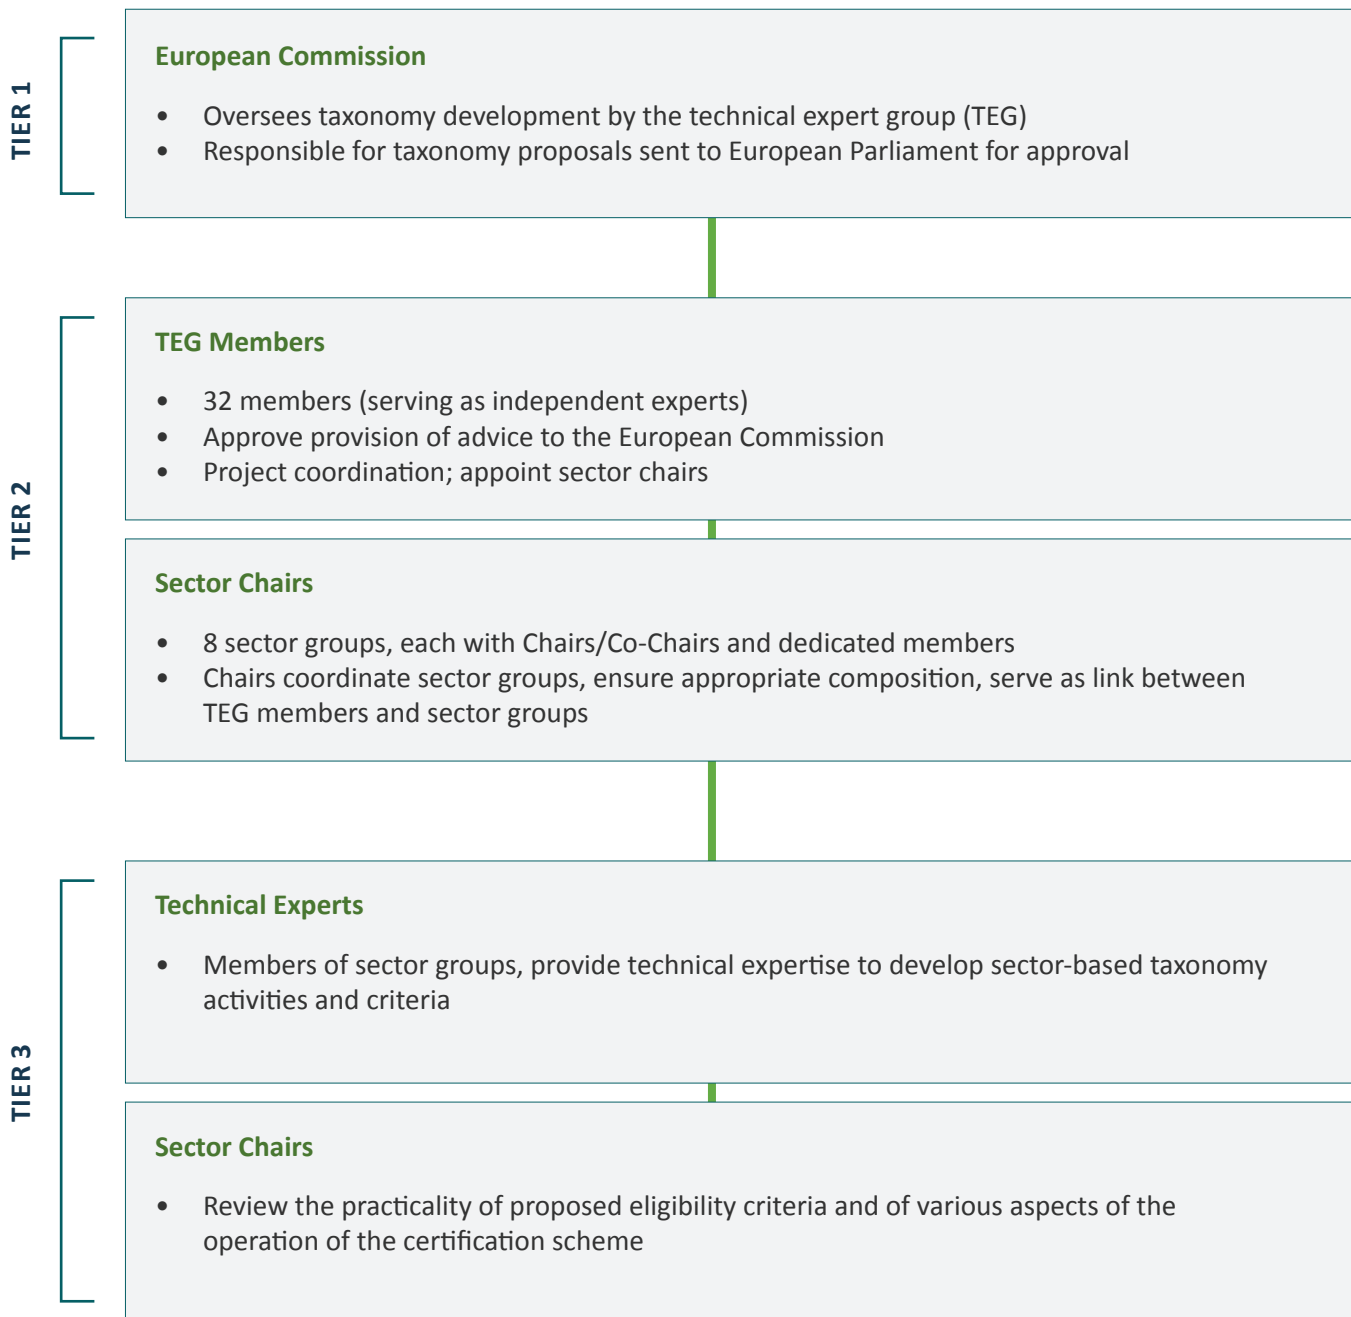 TIER 1
European Commission
• Oversees taxonomy development by the technical expert group (TEG)
• Responsible for taxonomy proposals sent to European Parliament for approval
TIER 2
TEG Members
• 32 members (serving as independent experts)
• Approve provision of advice to the European Commission
• Project coordination; appoint sector chairs
Sector Chairs
• 8 sector groups, each with Chairs/Co-Chairs and dedicated members
• Chairs coordinate sector groups, ensure appropriate composition, serve as link between
TEG members and sector groups
TIER 3
Technical Experts
• Members of sector groups, provide technical expertise to develop sector-based taxonomy
activities and criteria
Sector Chairs
• Review the practicality of proposed eligibility criteria and of various aspects of the
operation of the certification scheme